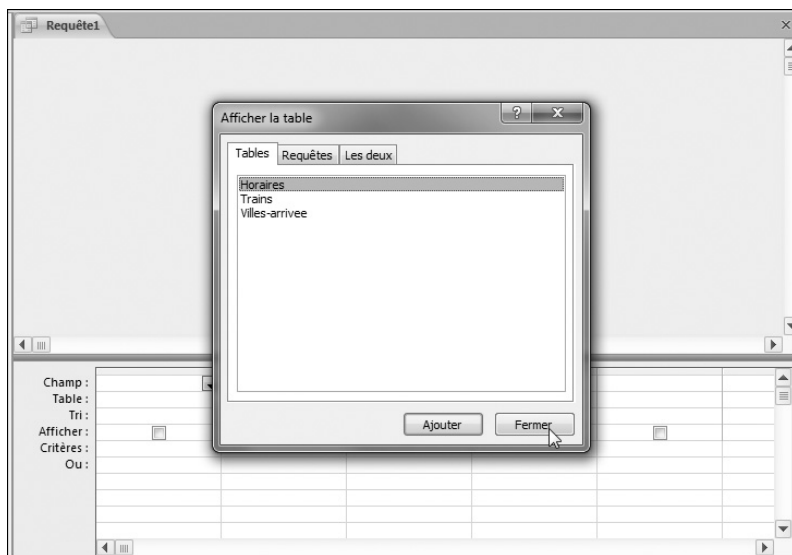 Requête1
Afficher la table
Tables Requêtes Les deux
Horaires
Trains
Villes-arrivee
Ajouter Fermer
Champ :
Table :
Tri :
Afficher :
Critères :
Ou :